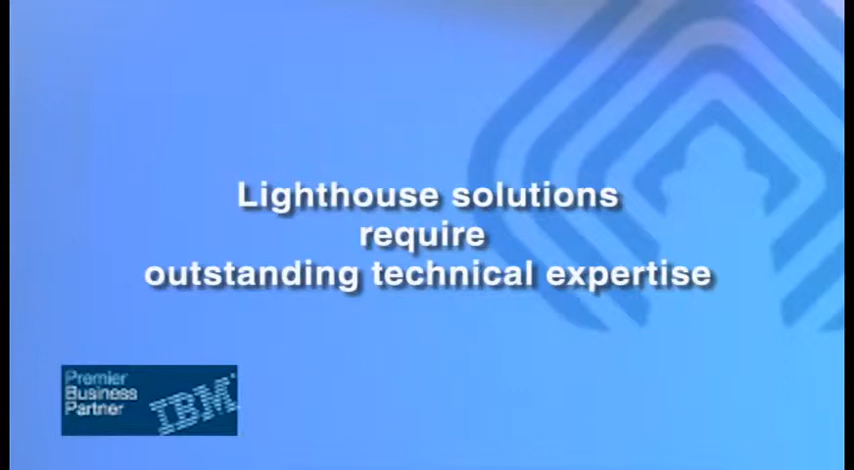 Lighthouse solutions
require
outstanding technical expertise
Premier
Business
Partner
IBM